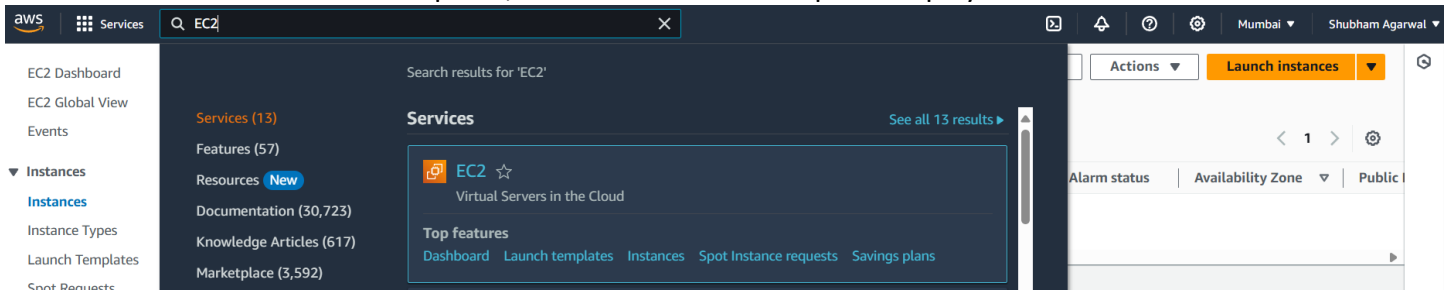 aws
Services
EC2
Mumbai ▼
Shubham Agarwal ▼
EC2 Dashboard
EC2 Global View
Events
▼ Instances
Instances
Instance Types
Launch Templates
Spot Requests
Search results for 'EC2'
Services (13)
Features (57)
Resources New
Documentation (30,723)
Knowledge Articles (617)
Marketplace (3,592)
Services
See all 13 results ▶
EC2
Virtual Servers in the Cloud
Top features
Dashboard Launch templates Instances Spot Instance requests Savings plans
Actions ▼
Launch instances ▼
< 1 >
Alarm status
Availability Zone
Public